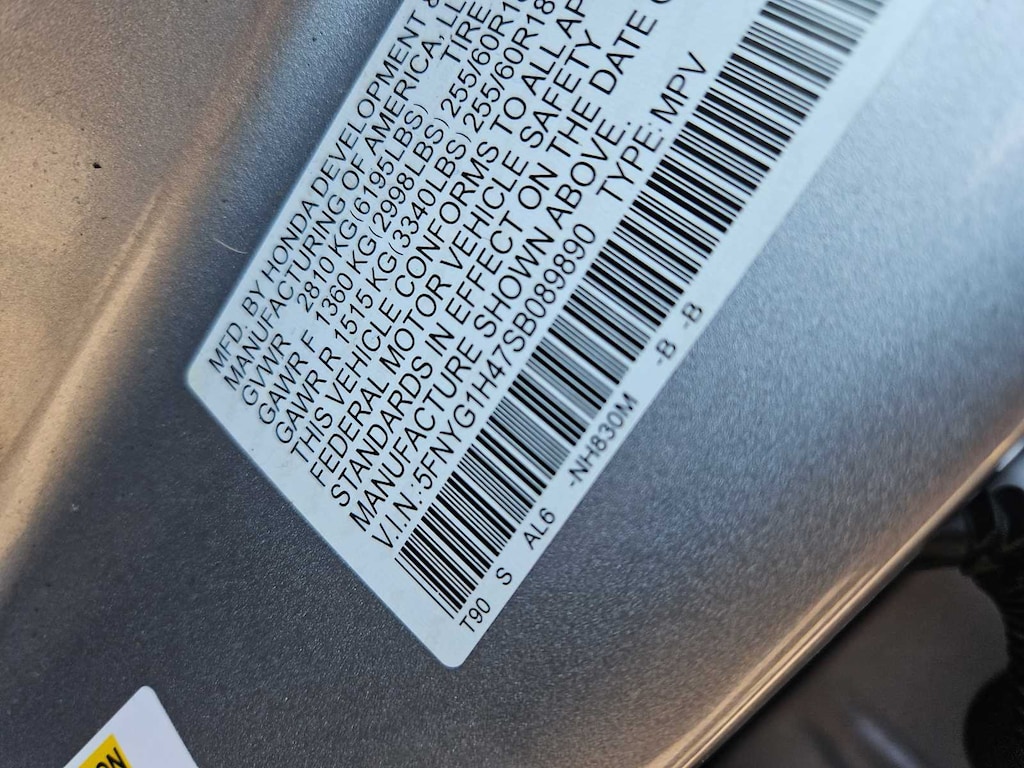 MFD. BY HONDA DEVELOPMENT &
MANUFACTURING OF AMERICA, LL
GVWR 2810 KG(6195LBS) TIRE
GAWR F 1360 KG(2998LBS) 255/60R18
GAWR R 1515 KG(3340LBS) 255/60R18
THIS VEHICLE CONFORMS TO ALL AP
FEDERAL MOTOR VEHICLE SAFETY
STANDARDS IN EFFECT ON THE DATE O
MANUFACTURE SHOWN ABOVE.
V.I.N.:5FNYG1H47SB089890 TYPE: MPV
T90 S AL6 -NH830M -B -B